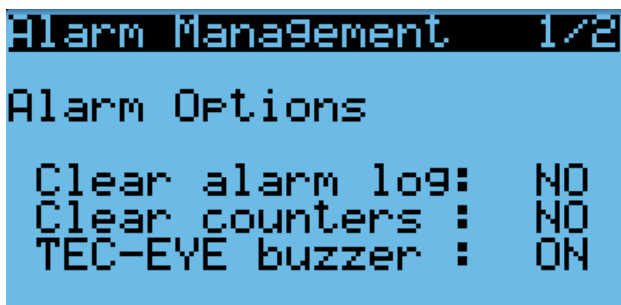 Alarm Management 1/2
Alarm Options
Clear alarm log: NO
Clear counters : NO
TEC-EYE buzzer : ON